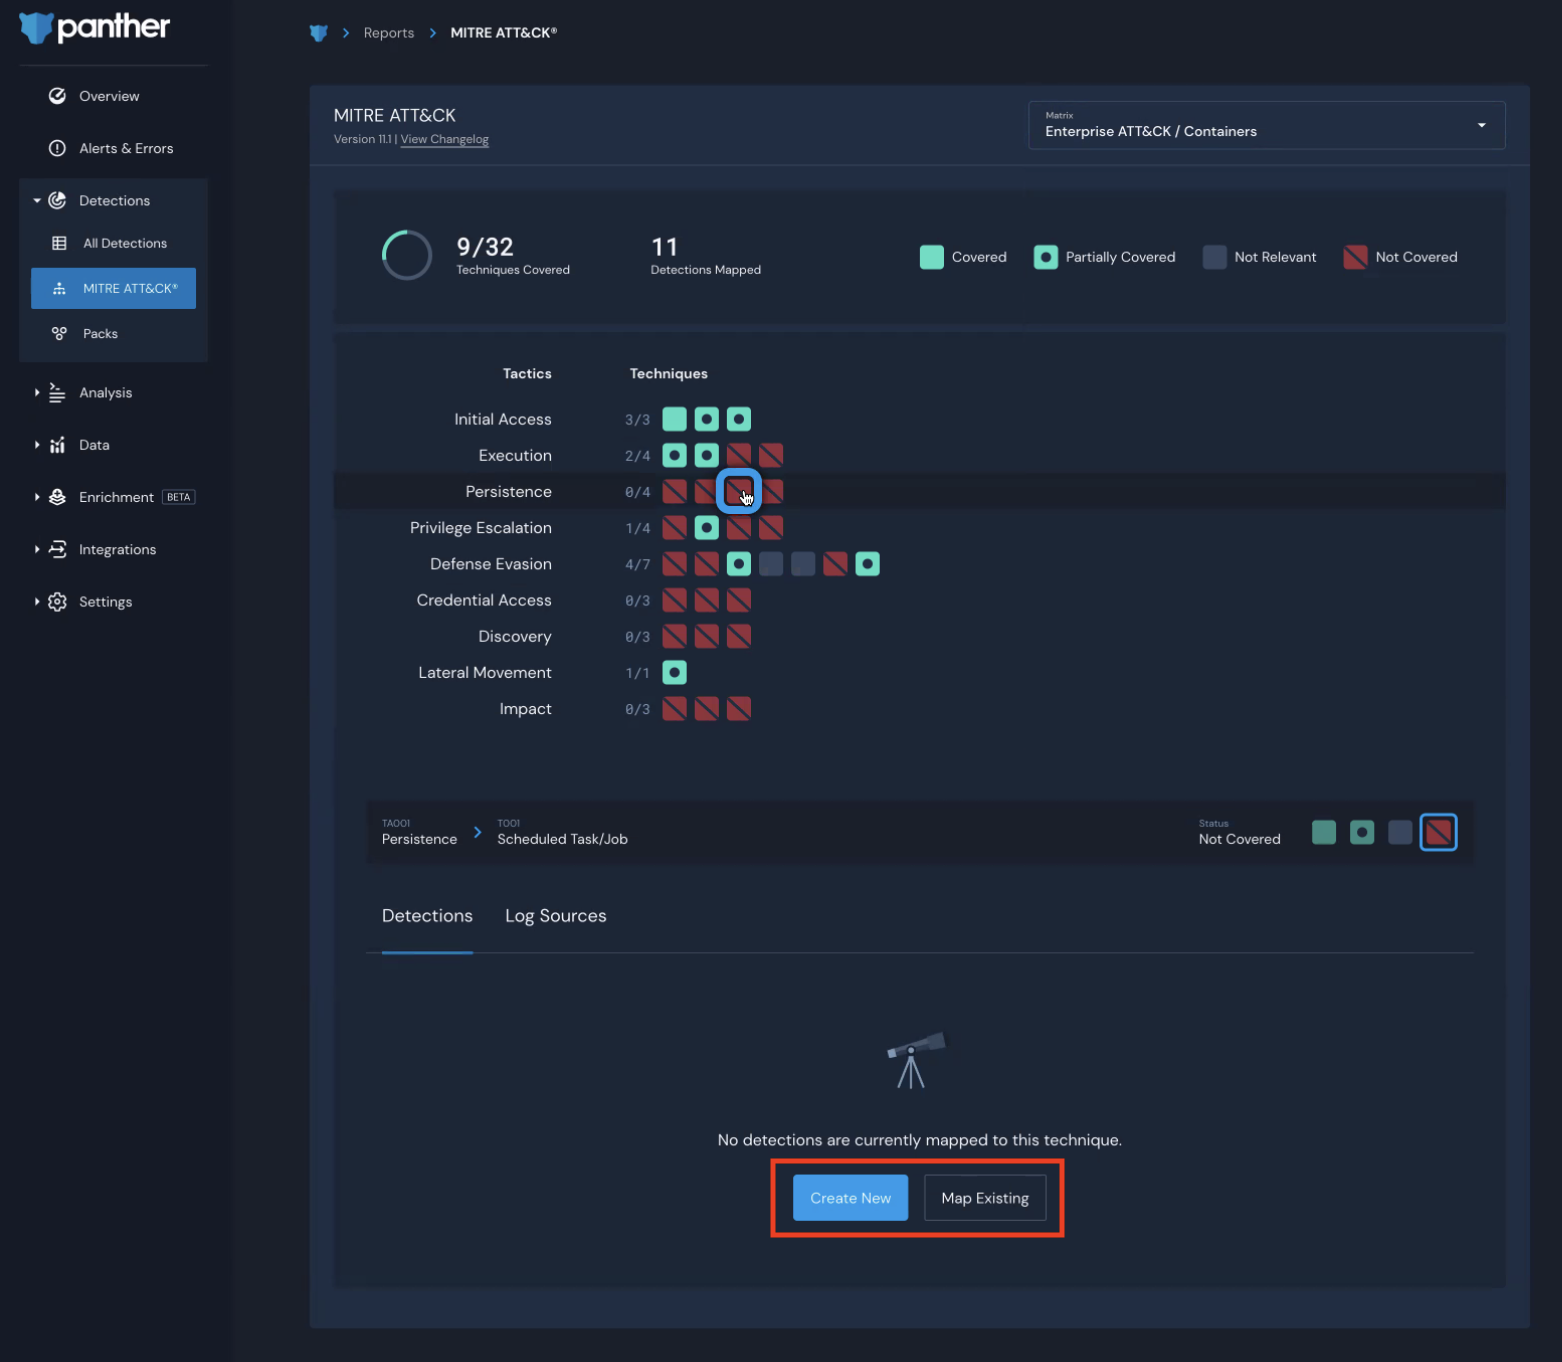 panther
Reports
MITRE ATT&CK®
Overview
Alerts & Errors
Detections
All Detections
MITRE ATT&CK®
Packs
Analysis
Data
Enrichment BETA
Integrations
Settings
MITRE ATT&CK
Version 11.1 | View Changelog
Matrix
Enterprise ATT&CK / Containers
9/32
Techniques Covered
11
Detections Mapped
Covered
Partially Covered
Not Relevant
Not Covered
Tactics Techniques
Initial Access 3/3
Execution 2/4
Persistence 0/4
Privilege Escalation 1/4
Defense Evasion 4/7
Credential Access 0/3
Discovery 0/3
Lateral Movement 1/1
Impact 0/3
TA001
Persistence
T001
Scheduled Task/Job
Status
Not Covered
Detections Log Sources
No detections are currently mapped to this technique.
Create New Map Existing